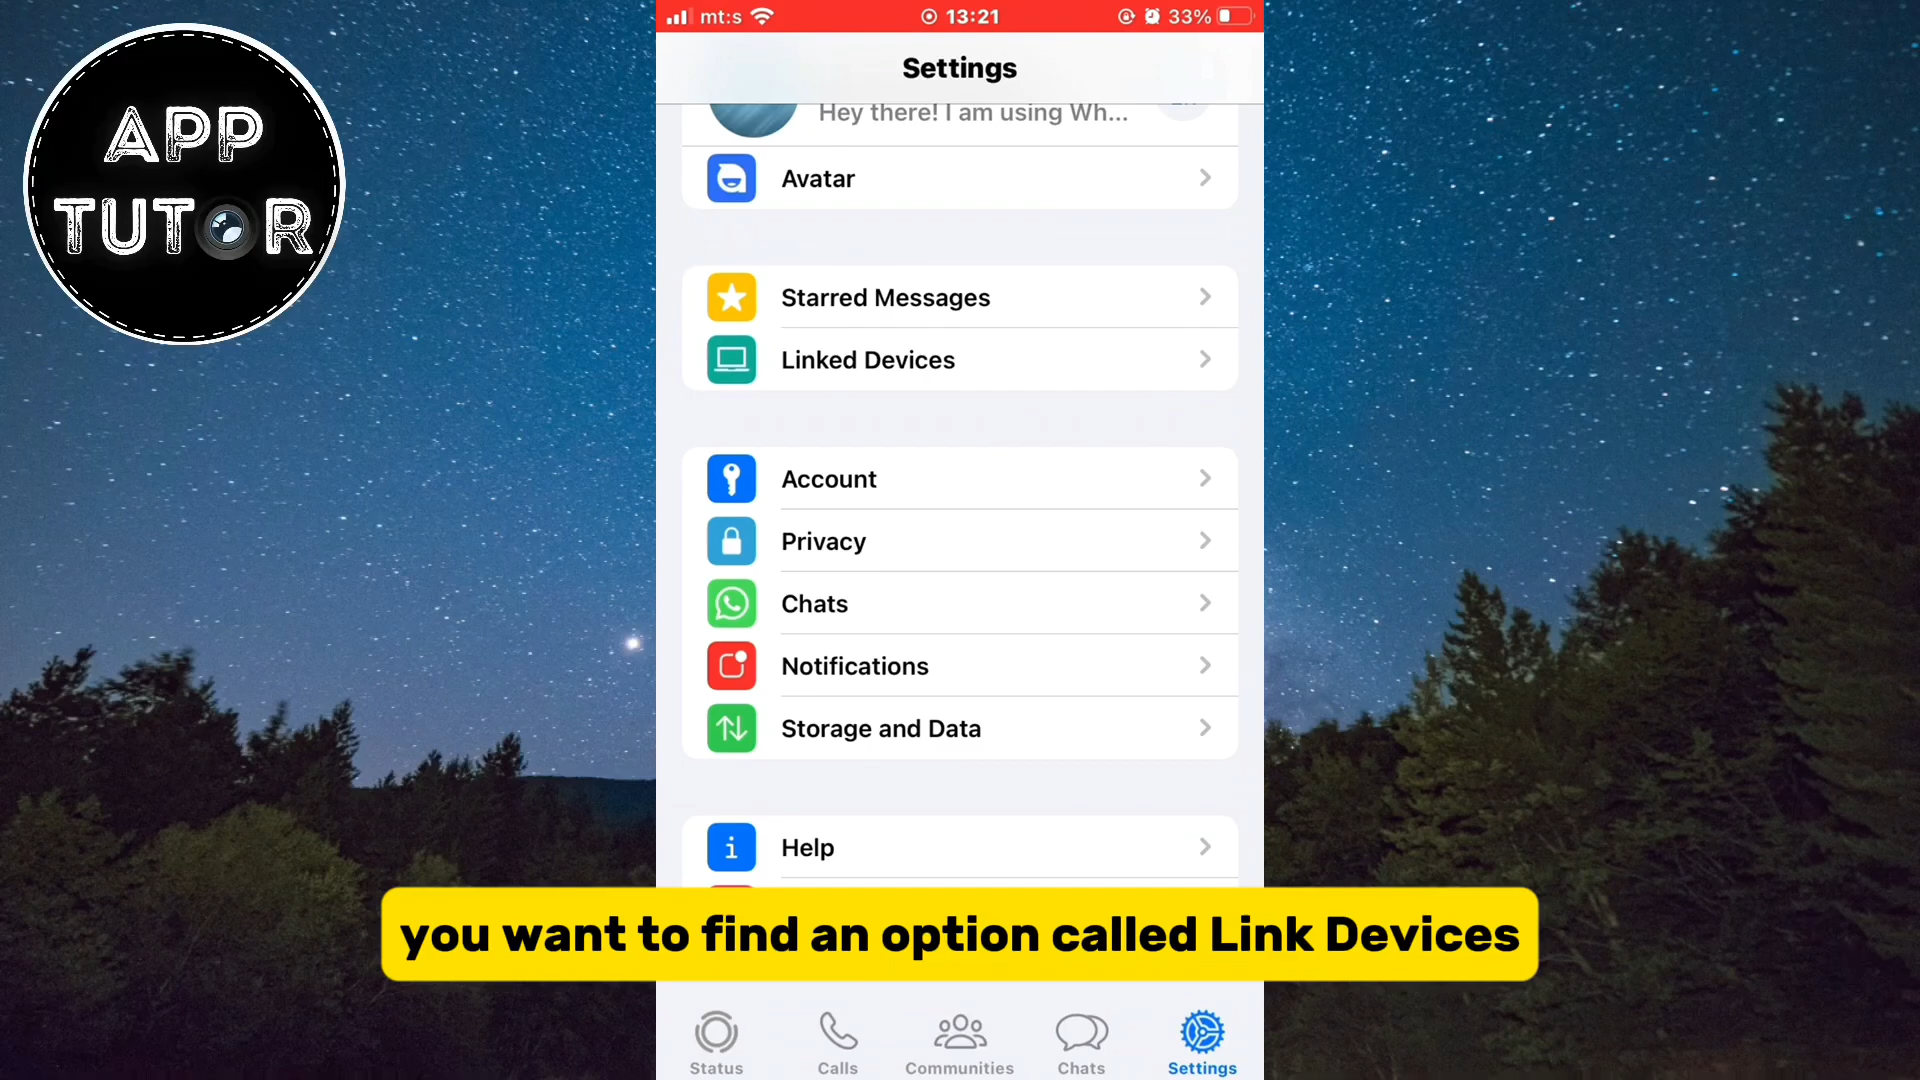 APP
TUTOR
mt:s 13:21 33%
Settings
Hey there! I am using Wh...
Avatar
Starred Messages
Linked Devices
Account
Privacy
Chats
Notifications
Storage and Data
Help
you want to find an option called Link Devices
Status Calls Communities Chats Settings